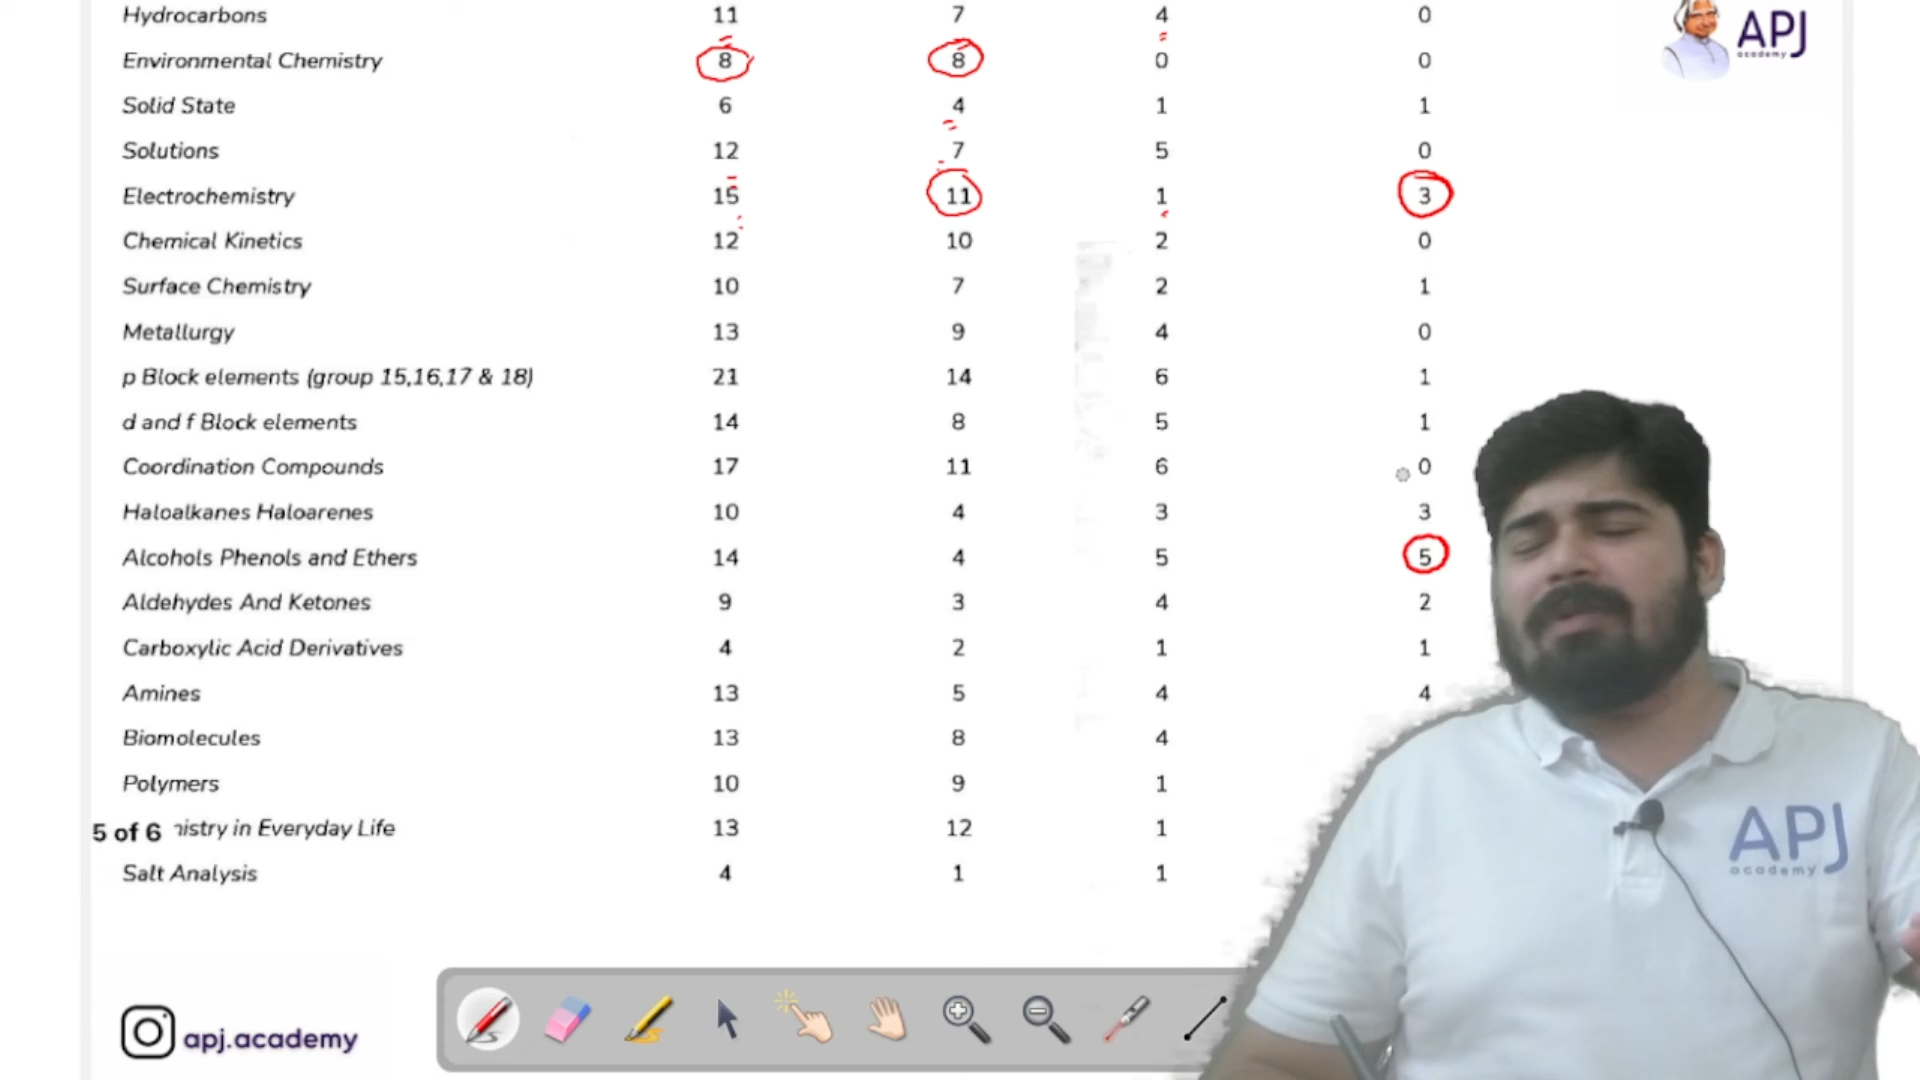 Hydrocarbons 11 7 4 0
APJ
academy
Environmental Chemistry 8 8 0 0
Solid State 6 4 1 1
Solutions 12 7 5 0
Electrochemistry 15 11 1 3
Chemical Kinetics 12 10 2 0
Surface Chemistry 10 7 2 1
Metallurgy 13 9 4 0
p Block elements (group 15,16,17 & 18) 21 14 6 1
d and f Block elements 14 8 5 1
Coordination Compounds 17 11 6 0
Haloalkanes Haloarenes 10 4 3 3
Alcohols Phenols and Ethers 14 4 5 5
Aldehydes And Ketones 9 3 4 2
Carboxylic Acid Derivatives 4 2 1 1
Amines 13 5 4 4
Biomolecules 13 8 4
Polymers 10 9 1
5 of 6 nistry in Everyday Life 13 12 1
Salt Analysis 4 1 1
APJ
academy
apj.academy